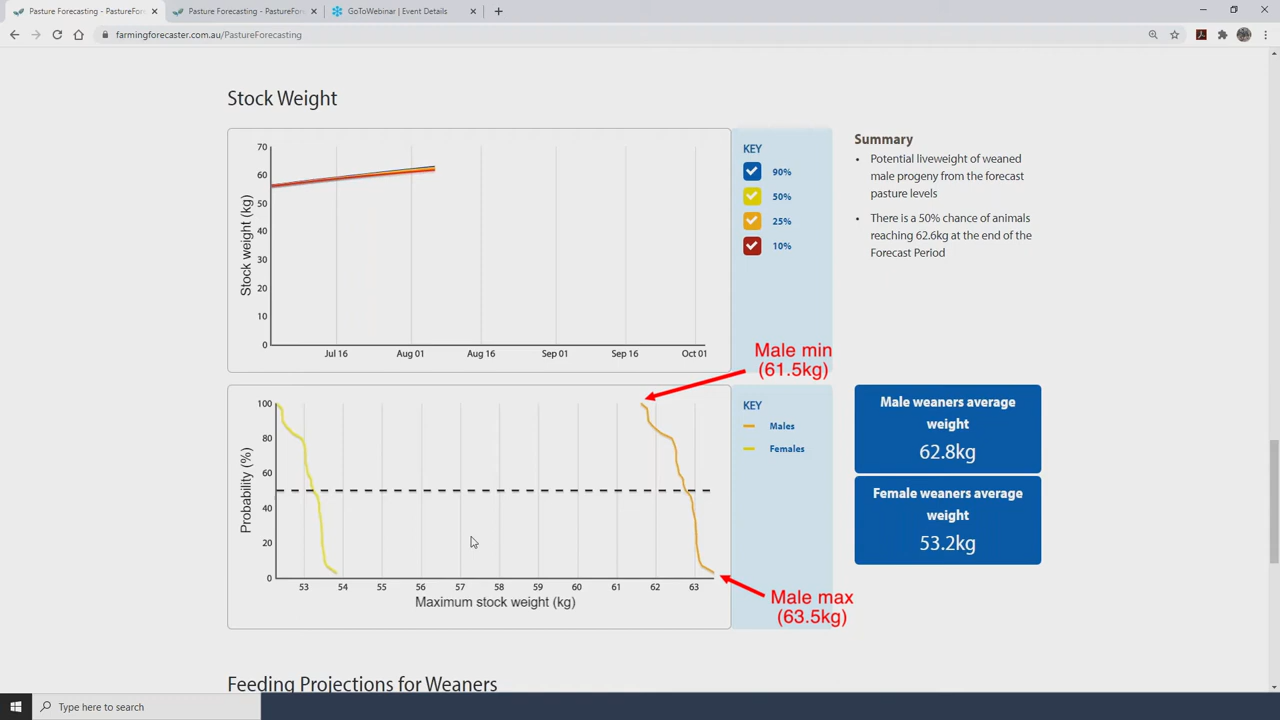 Pasture Forecasting - PastureFore
Pasture Forecasting - PastureFore
GoToWebinar | Event Details
farmingforecaster.com.au/PastureForecasting
Stock Weight
70
60
50
40
30
20
10
0
Stock weight (kg)
Jul 16
Aug 01
Aug 16
Sep 01
Sep 16
Oct 01
KEY
90%
50%
25%
10%
Summary
• Potential liveweight of weaned
male progeny from the forecast
pasture levels
• There is a 50% chance of animals
reaching 62.6kg at the end of the
Forecast Period
Male min
(61.5kg)
100
80
60
40
20
0
Probability (%)
53
54
55
56
57
58
59
60
61
62
63
Maximum stock weight (kg)
KEY
Males
Females
Male max
(63.5kg)
Male weaners average
weight
62.8kg
Female weaners average
weight
53.2kg
Feeding Projections for Weaners
Type here to search